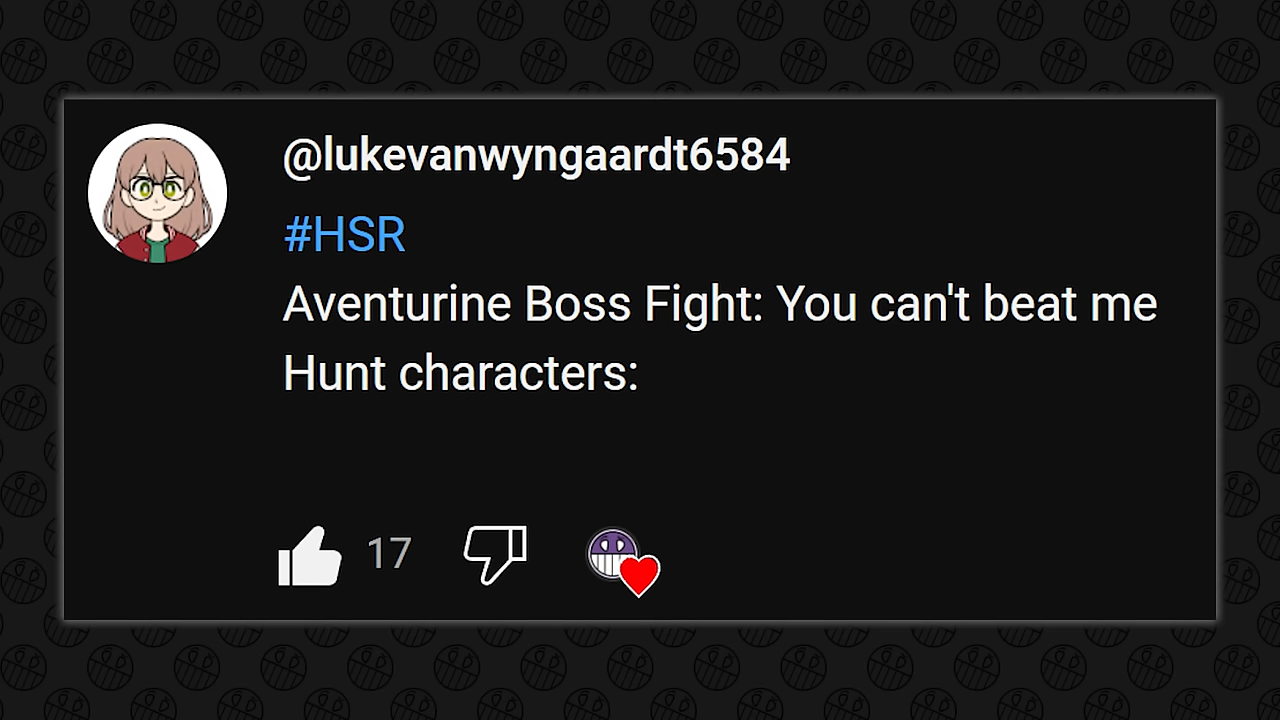 @lukevanwyngaardt6584
#HSR
Aventurine Boss Fight: You can't beat me
Hunt characters:
17